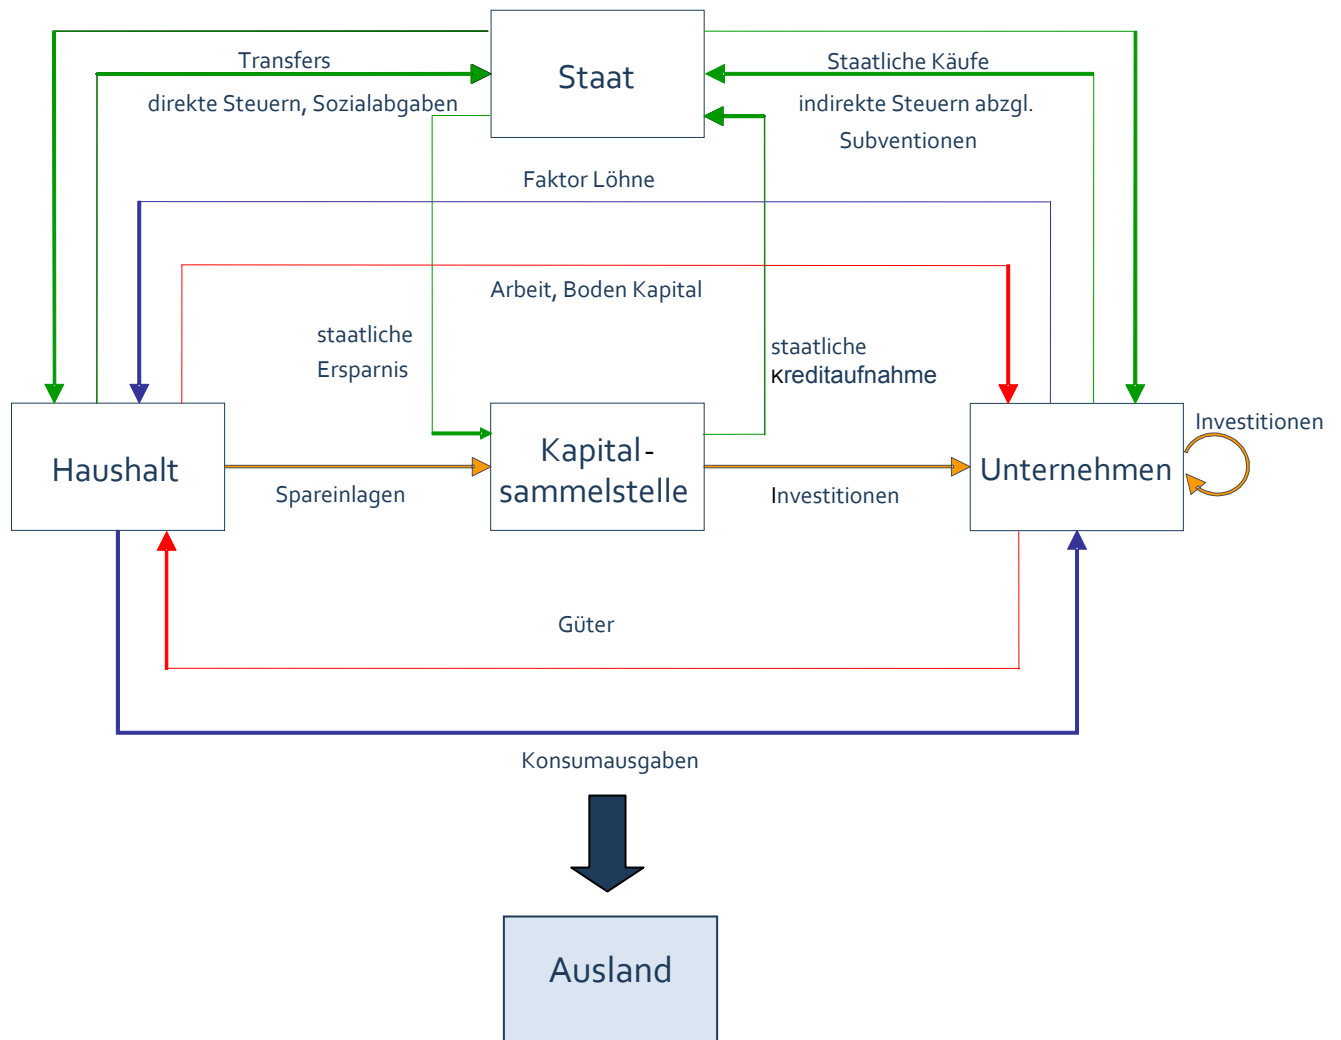 Transfers
Staat
Staatliche Käufe
direkte Steuern, Sozialabgaben
indirekte Steuern abzgl.
Subventionen
Faktor Löhne
Arbeit, Boden Kapital
staatliche
Ersparnis
staatliche
Kreditaufnahme
Haushalt
Spareinlagen
Kapital-
sammelstelle
Investitionen
Unternehmen
Investitionen
Güter
Konsumausgaben
Ausland